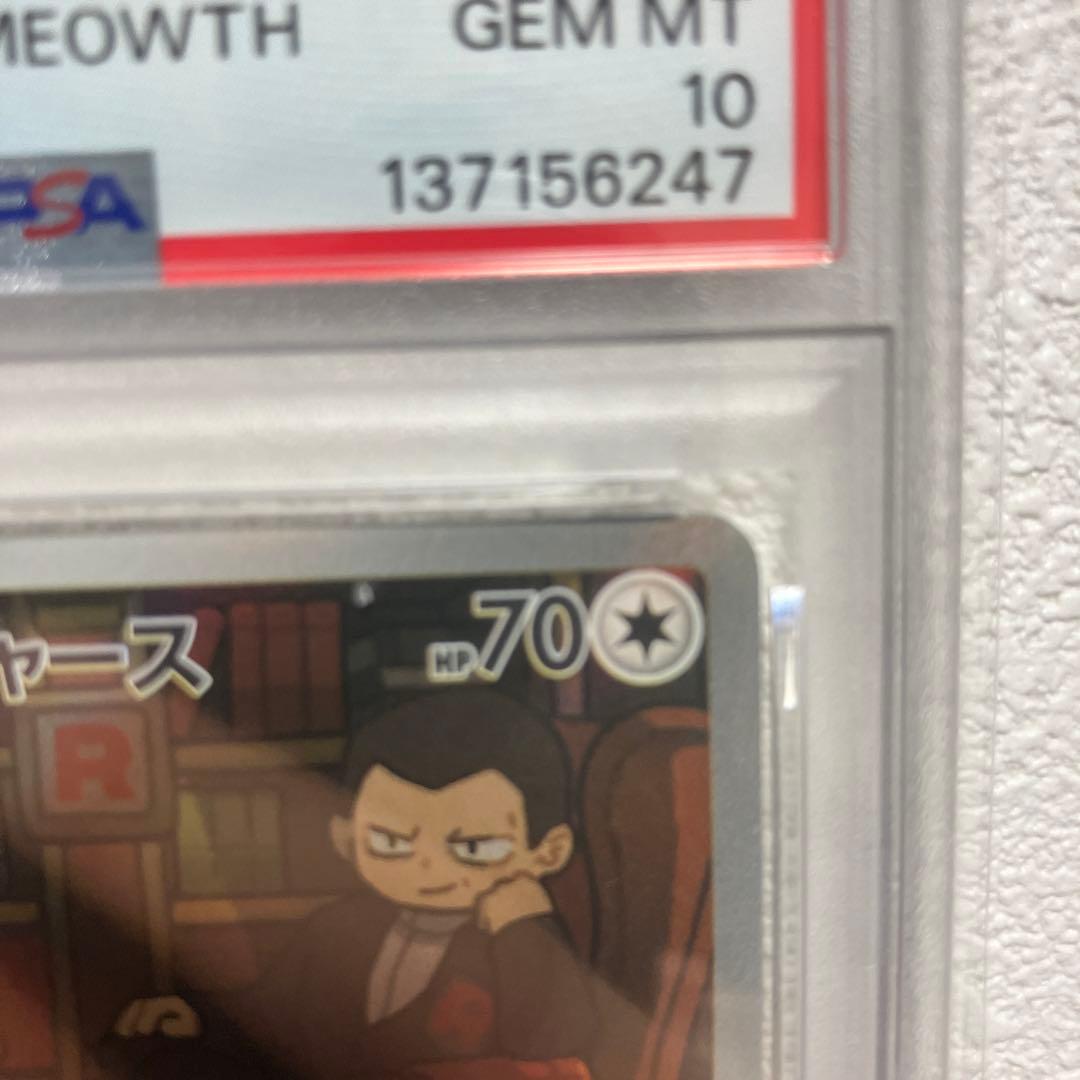 MEOWTH GEM MT
10
PSA 137156247
ャース HP70
R